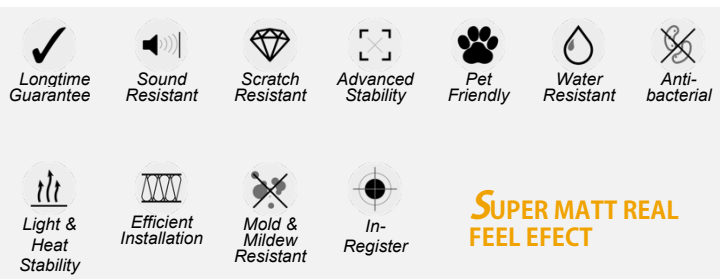 Longtime
Guarantee
Sound
Resistant
Scratch
Resistant
Advanced
Stability
Pet
Friendly
Water
Resistant
Anti-
bacterial
Light &
Heat
Stability
Efficient
Installation
Mold &
Mildew
Resistant
In-
Register
SUPER MATT REAL
FEEL EFECT